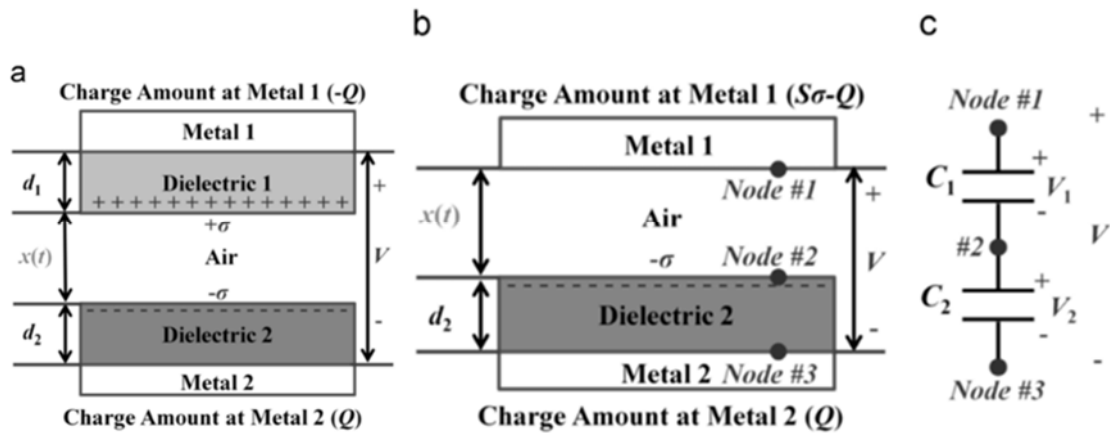 a
Charge Amount at Metal 1 (-Q)
Metal 1
d₁
Dielectric 1
+ + + + + + + + + + + + + +
+σ
+
x(t)
Air
V
-σ
-
d₂
Dielectric 2
Metal 2
Charge Amount at Metal 2 (Q)
b
Charge Amount at Metal 1 (Sσ-Q)
Metal 1
Node #1
+
x(t)
Air
-σ
Node #2
V
d₂
Dielectric 2
-
Metal 2 Node #3
Charge Amount at Metal 2 (Q)
c
Node #1
+
+
C₁
V₁
-
#2
V
+
C₂
V₂
-
-
Node #3